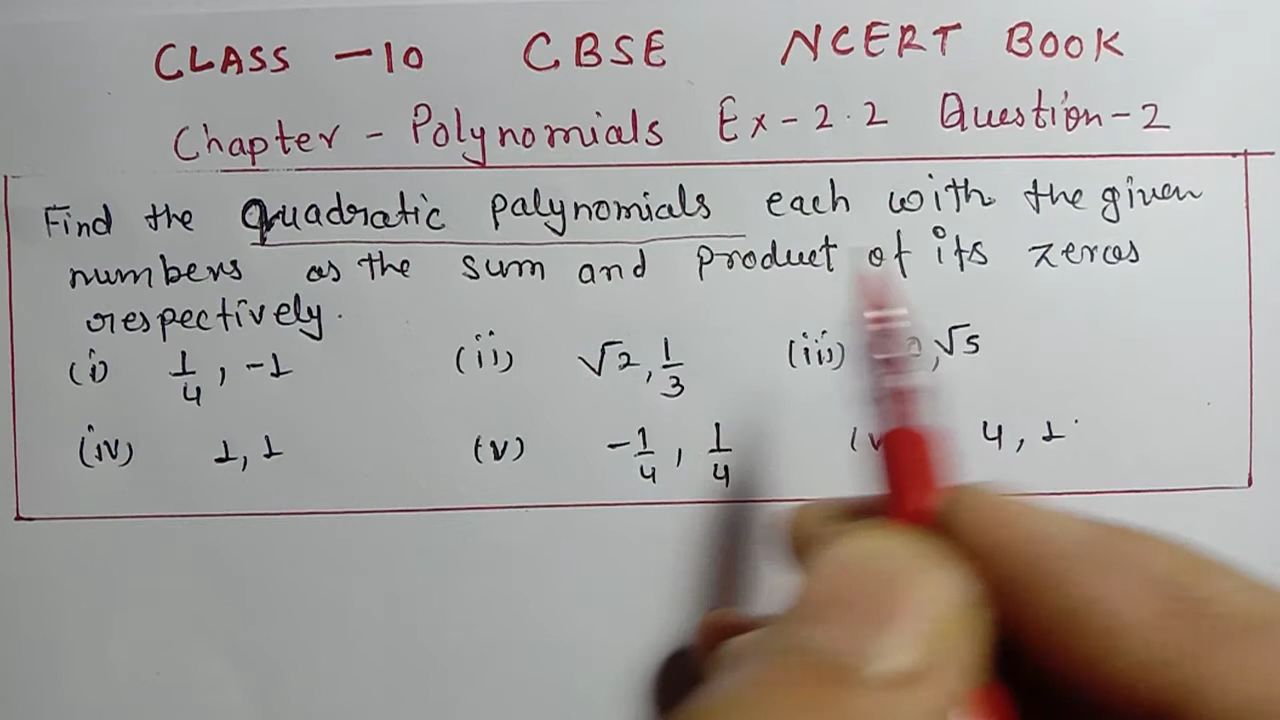 CLASS -10 CBSE NCERT BOOK
Chapter - Polynomials Ex-2.2 Question-2
Find the quadratic palynomials each with the given
numbers as the sum and product of its zeroes
respectively.
(i) 1/4, -1 (ii) √2, 1/3 (iii) , √5
(iv) 1, 1 (v) -1/4, 1/4 4, 1